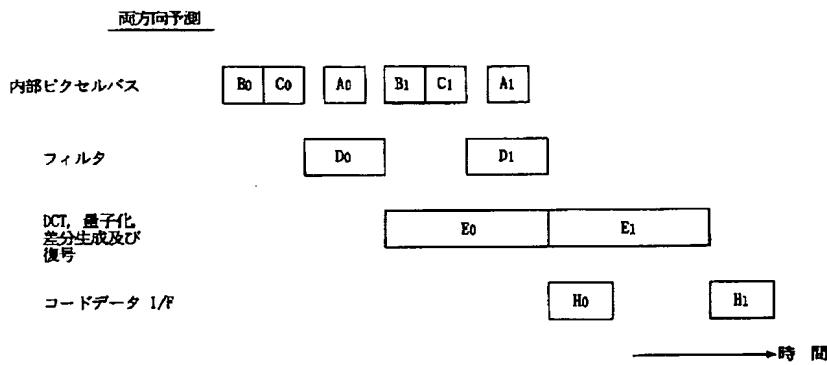 両方向予測
内部ピクセルバス
B0 C0 A0 B1 C1 A1
フィルタ
D0 D1
DCT, 量子化,
差分生成及び
復号
E0 E1
コードデータ I/F
H0 H1
時 間